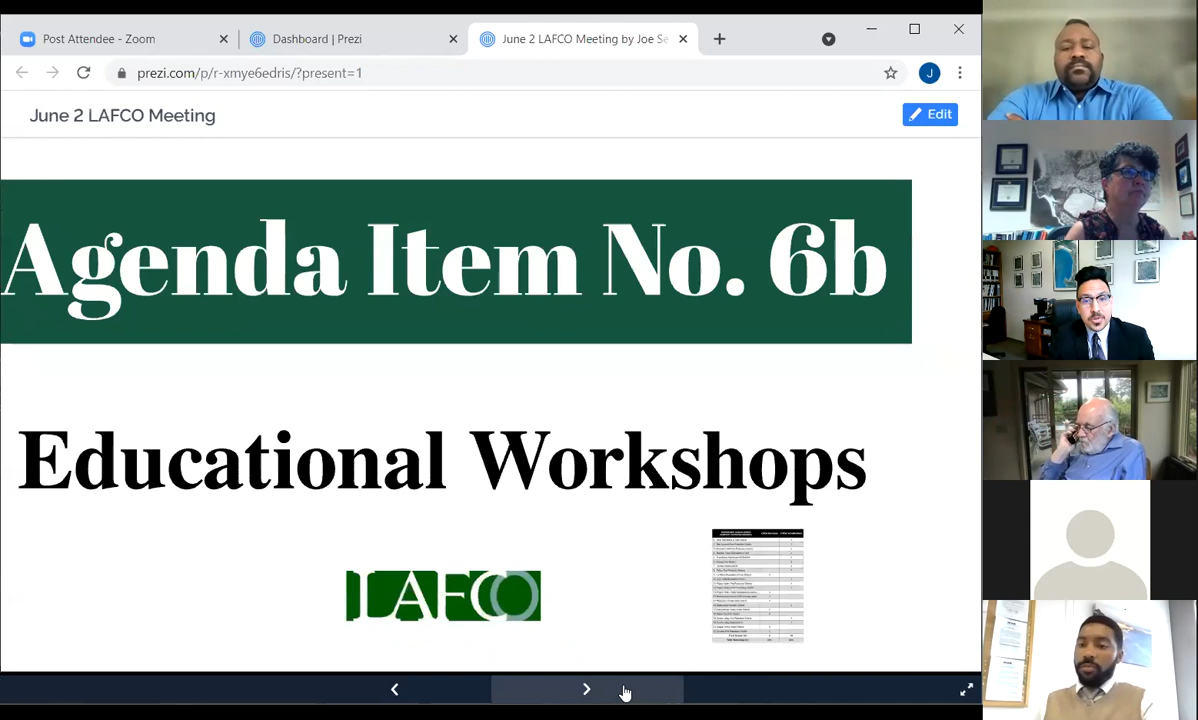 Post Attendee - Zoom
Dashboard | Prezi
June 2 LAFCO Meeting by Joe Se
prezi.com/p/r-xmye6edris/?present=1
J
June 2 LAFCO Meeting
Edit
Agenda Item No. 6b
Educational Workshops
LAFCO